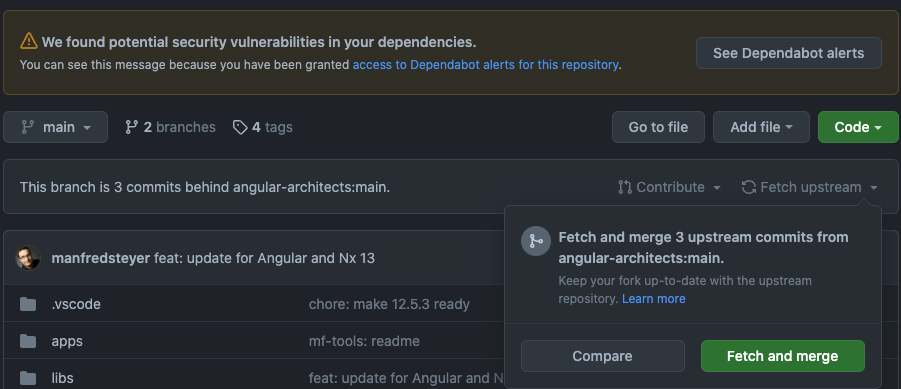 We found potential security vulnerabilities in your dependencies.
You can see this message because you have been granted access to Dependabot alerts for this repository.
See Dependabot alerts
main
2 branches
4 tags
Go to file
Add file
Code
This branch is 3 commits behind angular-architects:main.
Contribute
Fetch upstream
Fetch and merge 3 upstream commits from
angular-architects:main.
Keep your fork up-to-date with the upstream
repository. Learn more
Compare
Fetch and merge
manfredsteyer feat: update for Angular and Nx 13
.vscode
chore: make 12.5.3 ready
apps
mf-tools: readme
libs
feat: update for Angular and N